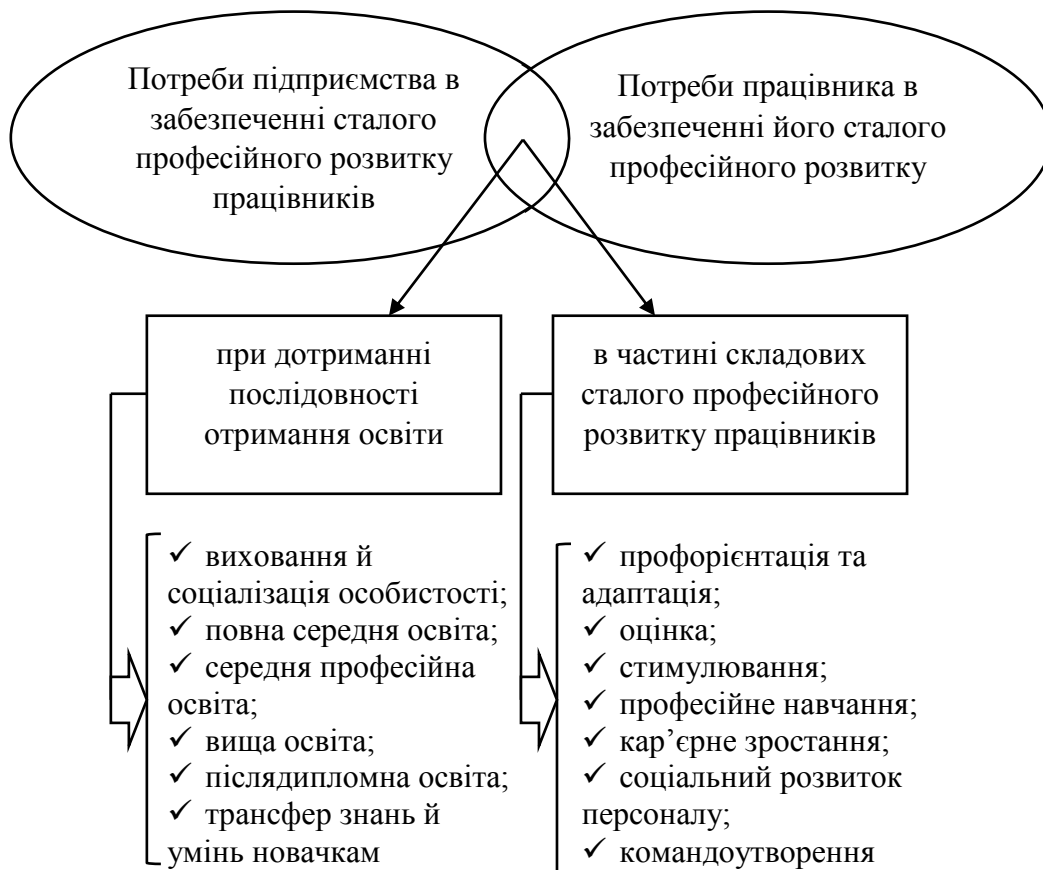 Потреби підприємства в
забезпеченні сталого
професійного розвитку
працівників
Потреби працівника в
забезпеченні його сталого
професійного розвитку
при дотриманні
послідовності
отримання освіти
в частині складових
сталого професійного
розвитку працівників
✓ виховання й
соціалізація особистості;
✓ повна середня освіта;
✓ середня професійна
освіта;
✓ вища освіта;
✓ післядипломна освіта;
✓ трансфер знань й
умінь новачкам
✓ профорієнтація та
адаптація;
✓ оцінка;
✓ стимулювання;
✓ професійне навчання;
✓ кар’єрне зростання;
✓ соціальний розвиток
персоналу;
✓ командоутворення